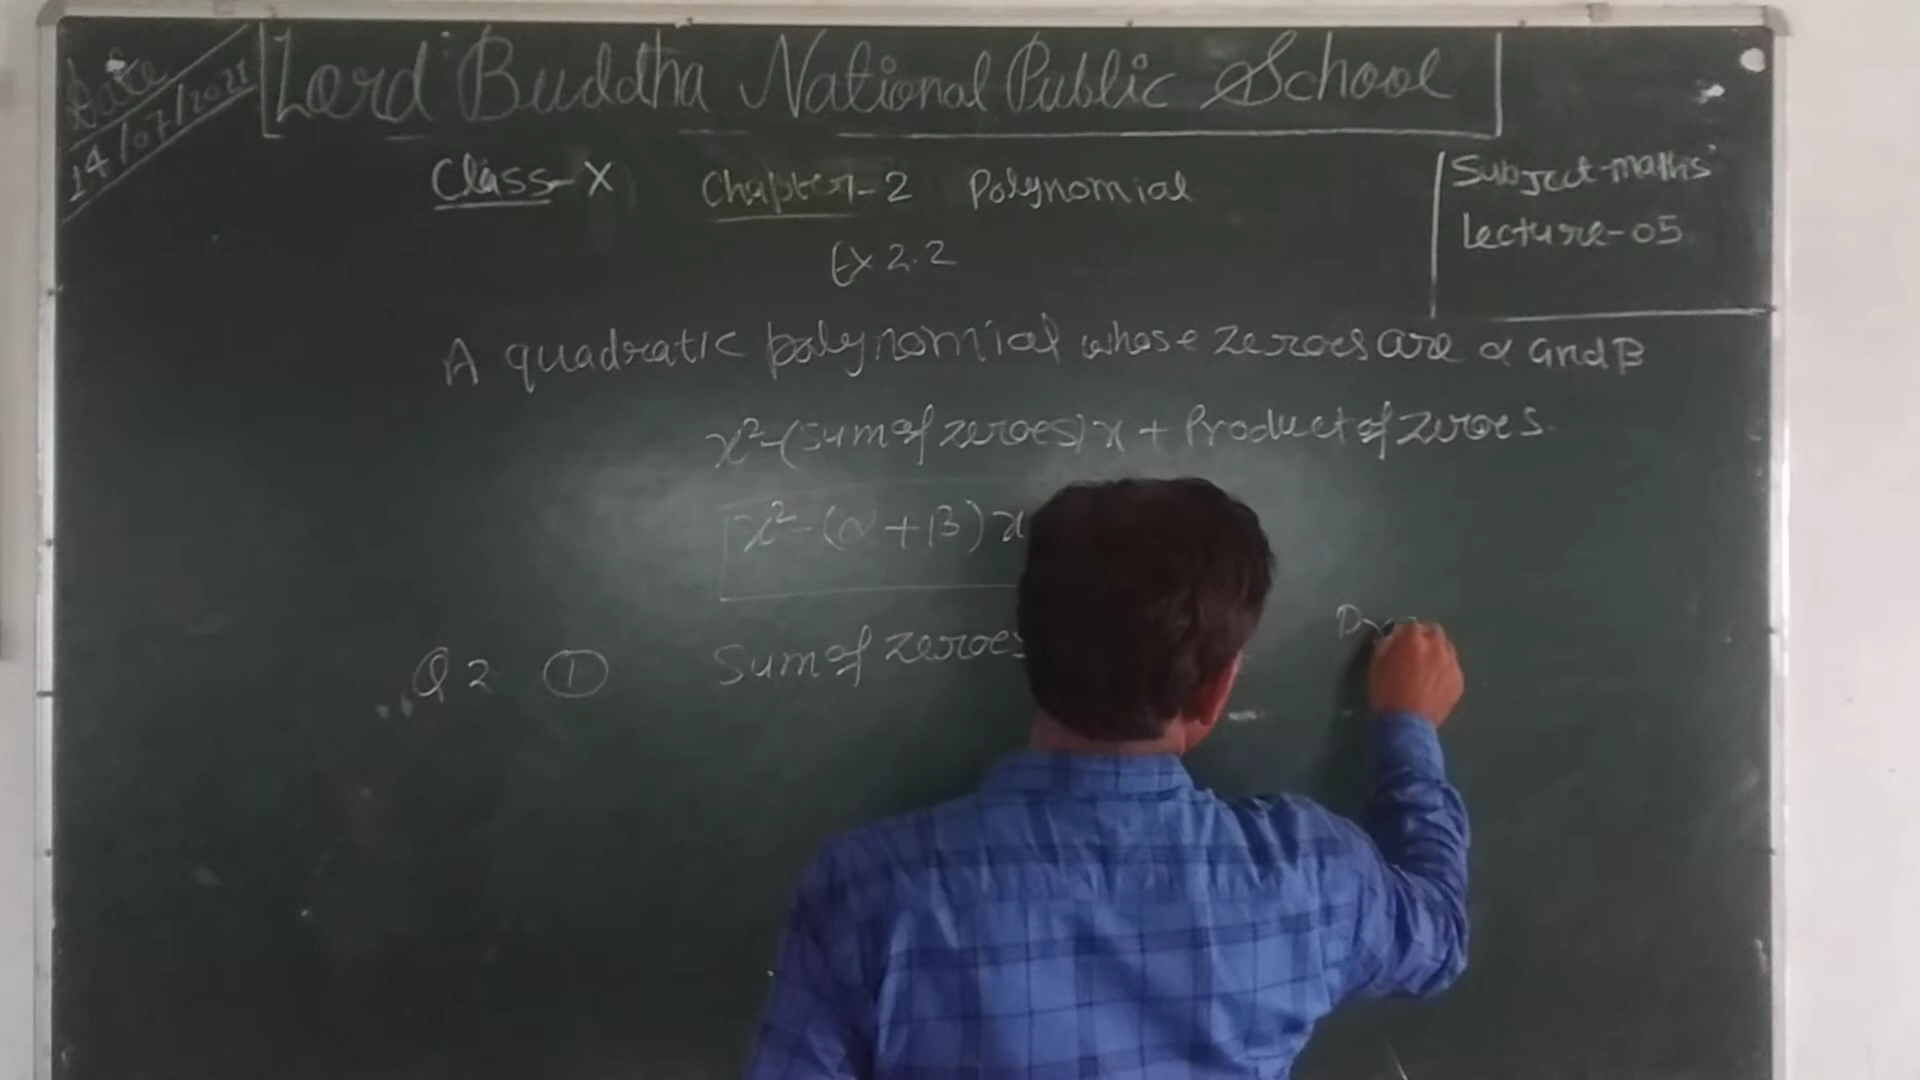 Date
14/07/2021
Lord Buddha National Public School
Class-X Chapter-2 Polynomial
Ex 2.2
Subject-maths
Lecture-05
A quadratic polynomial whose zeroes are α and β
x²-(sum of zeroes)x + Product of zeroes
x²-(α+β)x
Q2 ① Sum of zeroes